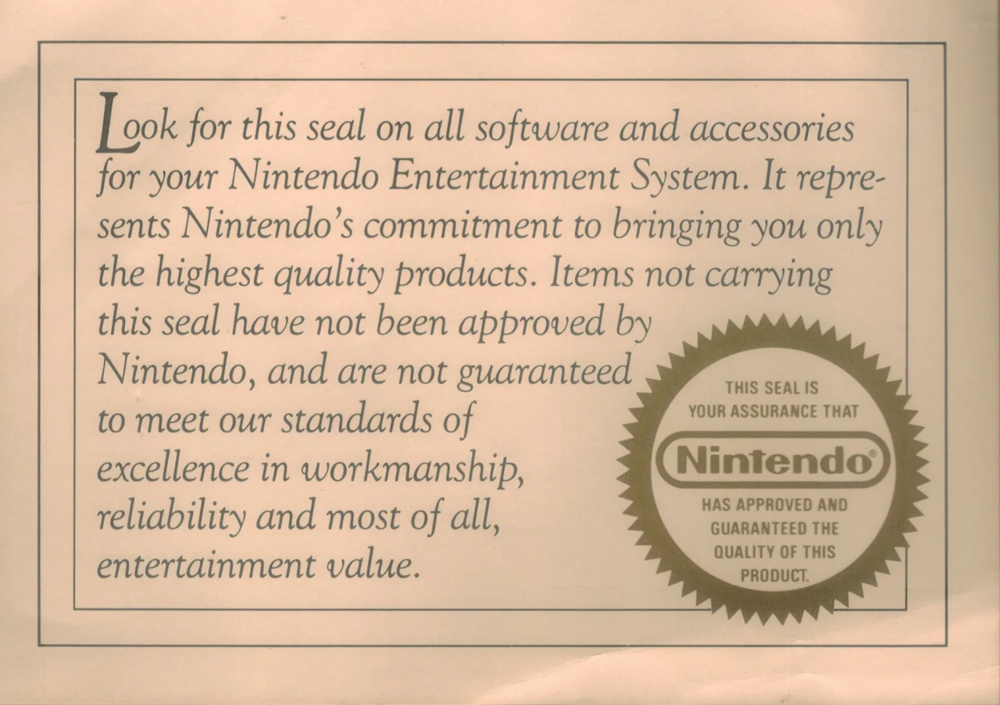 Look for this seal on all software and accessories
for your Nintendo Entertainment System. It repre-
sents Nintendo's commitment to bringing you only
the highest quality products. Items not carrying
this seal have not been approved by
Nintendo, and are not guaranteed
to meet our standards of
excellence in workmanship,
reliability and most of all,
entertainment value.
THIS SEAL IS
YOUR ASSURANCE THAT
Nintendo®
HAS APPROVED AND
GUARANTEED THE
QUALITY OF THIS
PRODUCT.